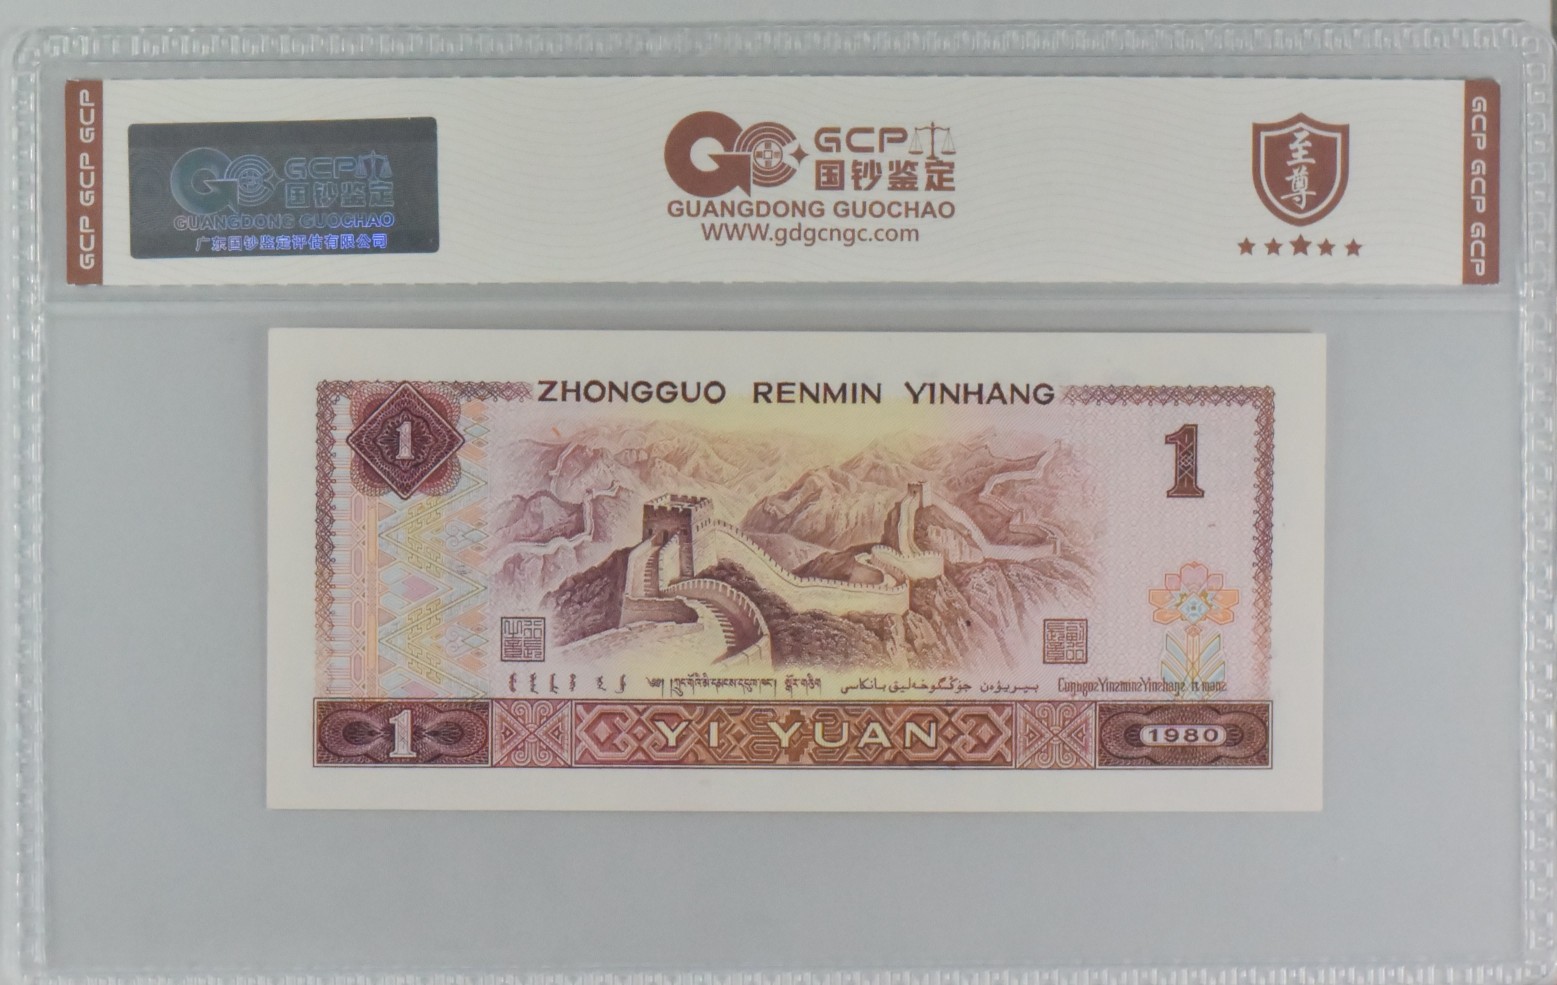 GCP GCP GCP
GCP
国钞鉴定
GUANGDONG GUOCHAO
广东国钞鉴定评估有限公司
GCP
国钞鉴定
GUANGDONG GUOCHAO
WWW.gdgcngc.com
至尊
GCP GCP GCP
ZHONGGUO RENMIN YINHANG
1
1
1 YI YUAN 1980